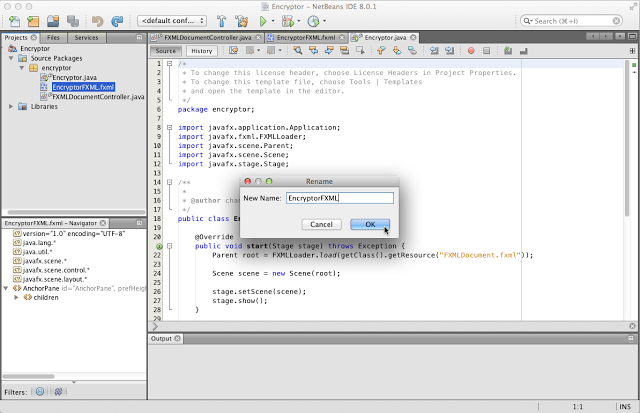 Encryptor – NetBeans IDE 8.0.1
<default conf...
Search (⌘+I)
Projects
Files
Services
FXMLDocumentController.java
EncryptorFXML.fxml
Encryptor.java
Source
History
Encryptor
Source Packages
encryptor
Encryptor.java
EncryptorFXML.fxml
FXMLDocumentController.java
Libraries
EncryptorFXML.fxml – Navigator
version="1.0" encoding="UTF-8"
java.lang.*
java.util.*
javafx.scene.*
javafx.scene.control.*
javafx.scene.layout.*
AnchorPane id="AnchorPane", prefHeig
children
Filters:
1 /*
2 * To change this license header, choose License Headers in Project Properties.
3 * To change this template file, choose Tools | Templates
4 * and open the template in the editor.
5 */
6 package encryptor;
7
8 import javafx.application.Application;
9 import javafx.fxml.FXMLLoader;
10 import javafx.scene.Parent;
11 import javafx.scene.Scene;
12 import javafx.stage.Stage;
13
14 /**
15 *
16 * @author cha
17 */
18 public class En
19
20 @Override
public void start(Stage stage) throws Exception {
22 Parent root = FXMLLoader.load(getClass().getResource("FXMLDocument.fxml"));
23
24 Scene scene = new Scene(root);
25
26 stage.setScene(scene);
27 stage.show();
28 }
Rename
New Name: EncryptorFXML
Cancel
OK
Output
1:1
INS